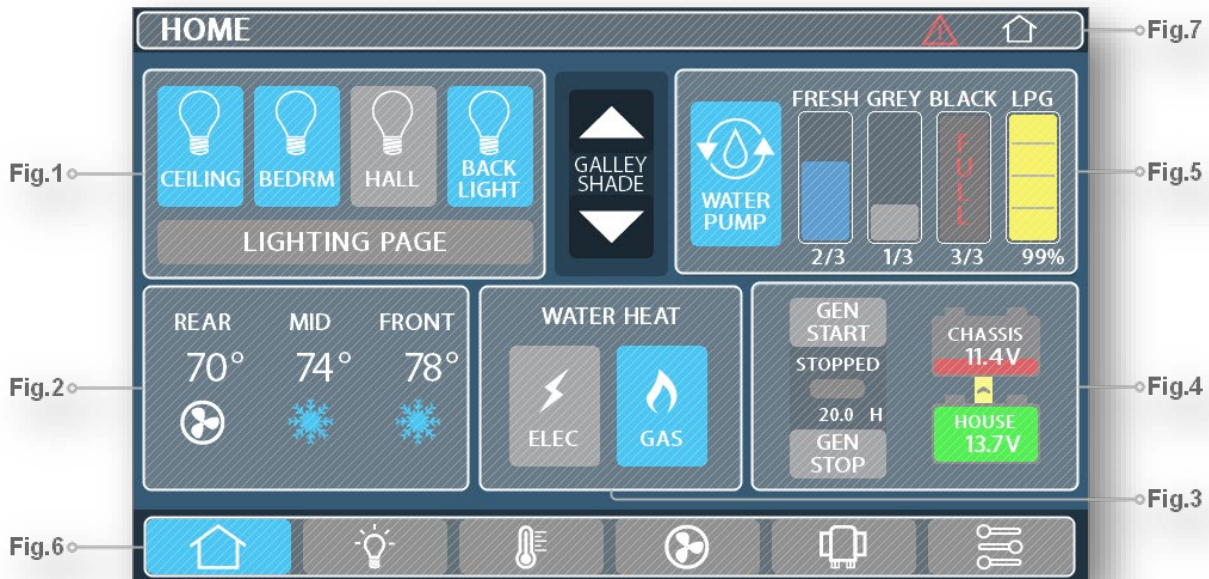 HOME
Fig.7
CEILING
BEDRM
HALL
BACK
LIGHT
LIGHTING PAGE
Fig.1
GALLEY
SHADE
WATER
PUMP
FRESH GREY BLACK LPG
FULL
2/3 1/3 3/3 99%
Fig.5
REAR MID FRONT
70° 74° 78°
Fig.2
WATER HEAT
ELEC
GAS
Fig.3
GEN
START
STOPPED
20.0 H
GEN
STOP
CHASSIS
11.4V
HOUSE
13.7V
Fig.4
Fig.6